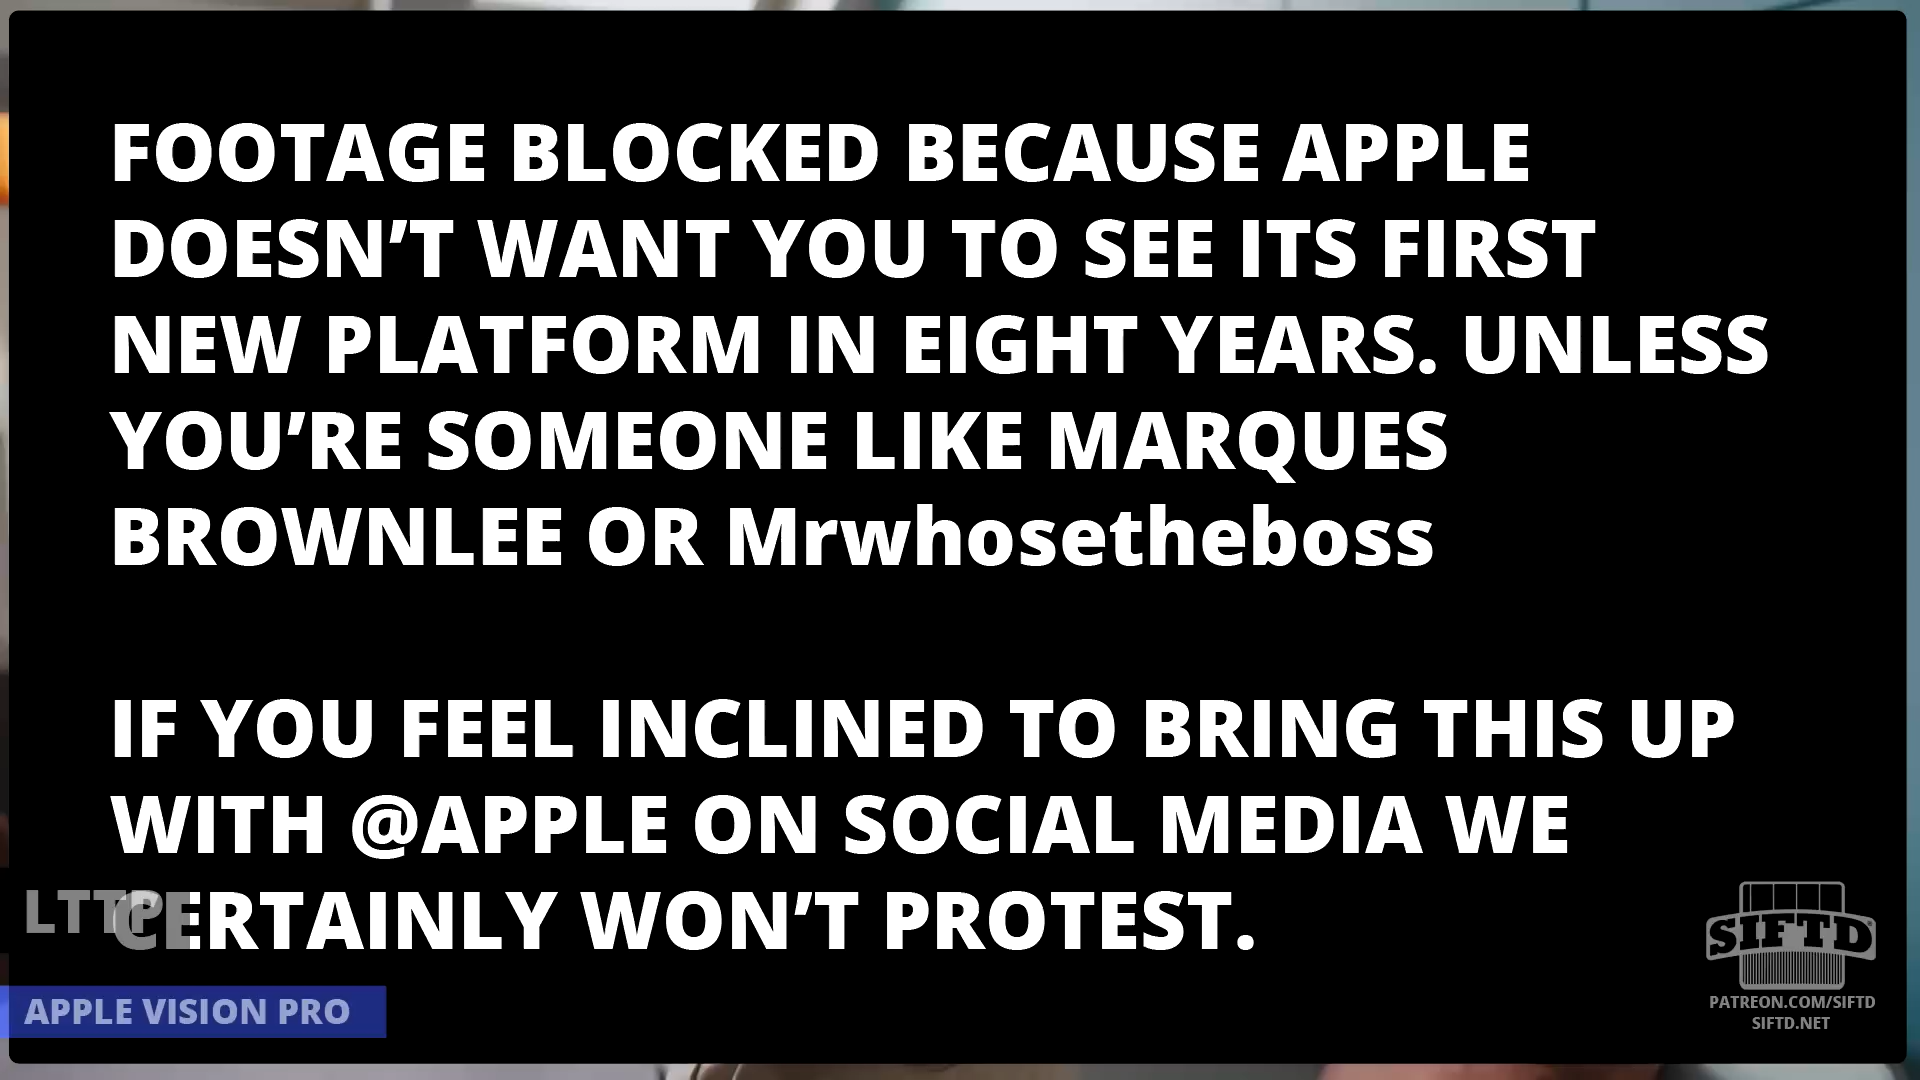 FOOTAGE BLOCKED BECAUSE APPLE
DOESN’T WANT YOU TO SEE ITS FIRST
NEW PLATFORM IN EIGHT YEARS. UNLESS
YOU’RE SOMEONE LIKE MARQUES
BROWNLEE OR Mrwhosetheboss
IF YOU FEEL INCLINED TO BRING THIS UP
WITH @APPLE ON SOCIAL MEDIA WE
CERTAINLY WON’T PROTEST.
LTTP
APPLE VISION PRO
SIFTD
PATREON.COM/SIFTD
SIFTD.NET